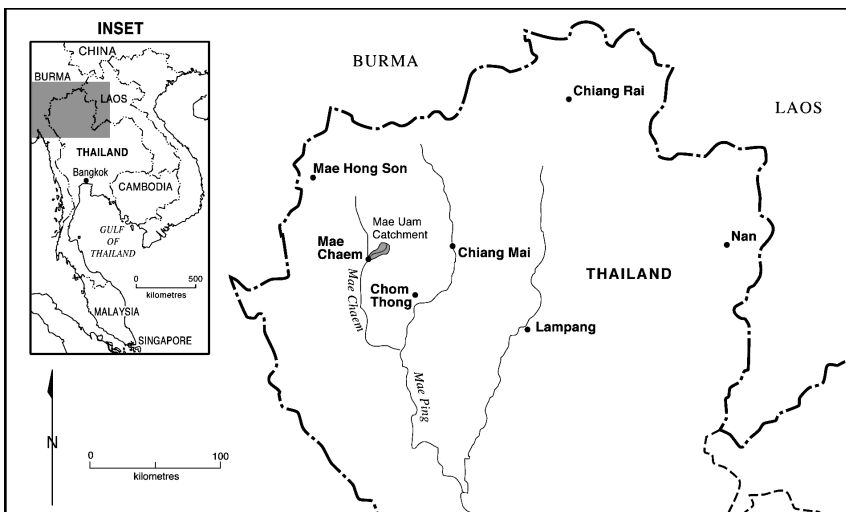 INSET
CHINA
BURMA
LAOS
THAILAND
Bangkok
CAMBODIA
GULF
OF
THAILAND
0 500
kilometres
MALAYSIA
SINGAPORE
N
0 100
kilometres
BURMA
Chiang Rai
LAOS
Mae Hong Son
Mae Uam
Catchment
Mae
Chaem
Chiang Mai
Nan
THAILAND
Chom
Thong
Mae Chaem
Lampang
Mae Ping